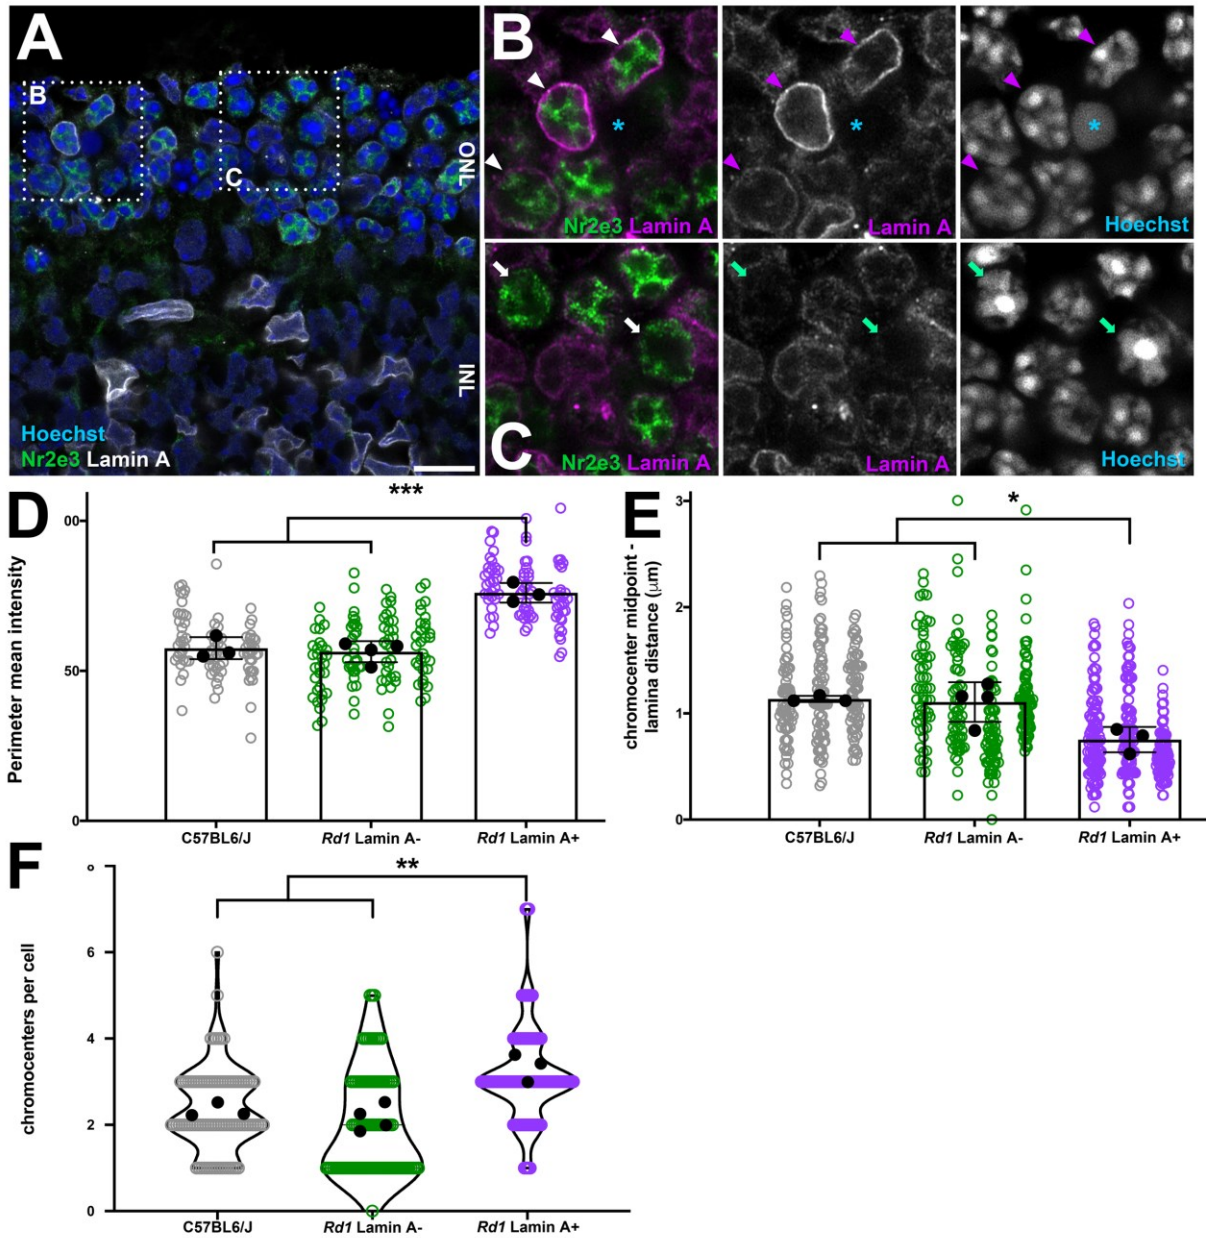 A
B
C
ONL
INL
Hoechst
Nr2e3 Lamin A
B
*
*
*
Nr2e3 Lamin A
Lamin A
Hoechst
C
Nr2e3 Lamin A
Lamin A
Hoechst
D
***
Perimeter mean intensity
00
50
0
C57BL6/J
Rd1 Lamin A-
Rd1 Lamin A+
E
*
chromocenter midpoint -
lamina distance (μm)
3
2
1
0
C57BL6/J
Rd1 Lamin A-
Rd1 Lamin A+
F
**
chromocenters per cell
6
4
2
0
C57BL6/J
Rd1 Lamin A-
Rd1 Lamin A+